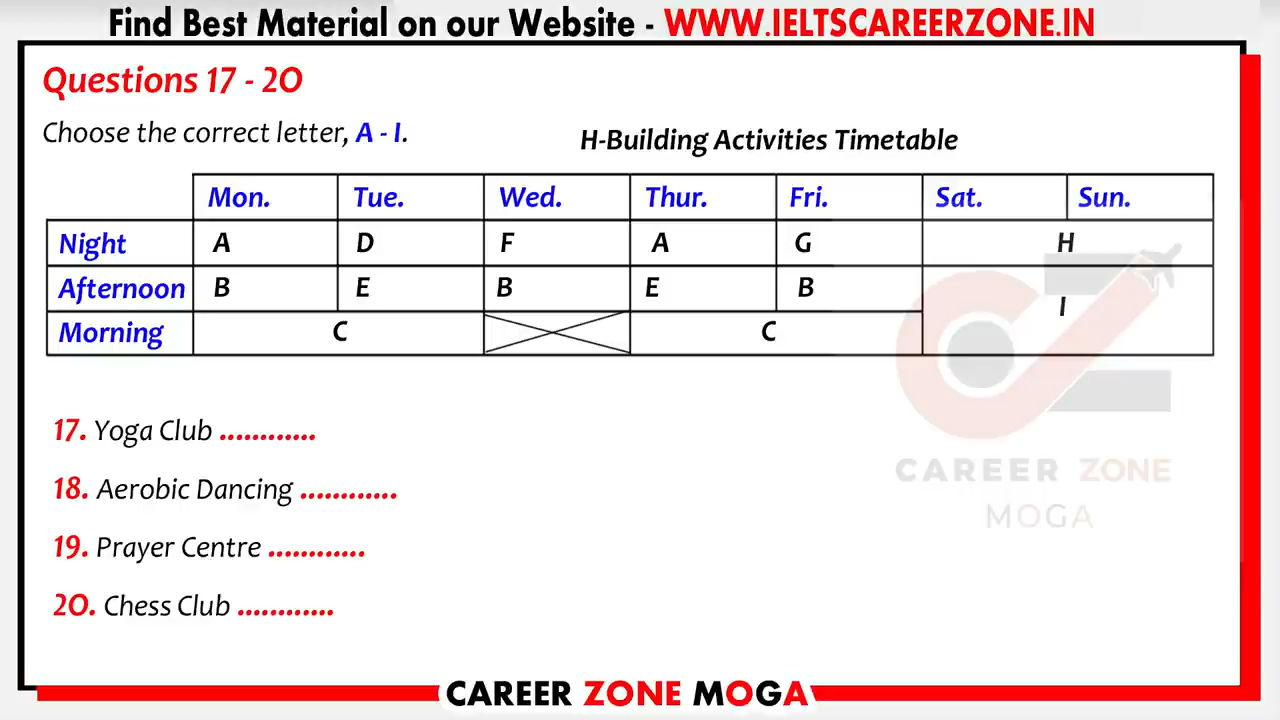 Find Best Material on our Website - WWW.IELTSCAREERZONE.IN
Questions 17 - 20
Choose the correct letter, A - I.
H-Building Activities Timetable
Mon. Tue. Wed. Thur. Fri. Sat. Sun.
Night A D F A G H
Afternoon B E B E B I
Morning C C
17. Yoga Club ............
18. Aerobic Dancing ............
19. Prayer Centre ............
20. Chess Club ............
CAREER ZONE
MOGA
CAREER ZONE MOGA